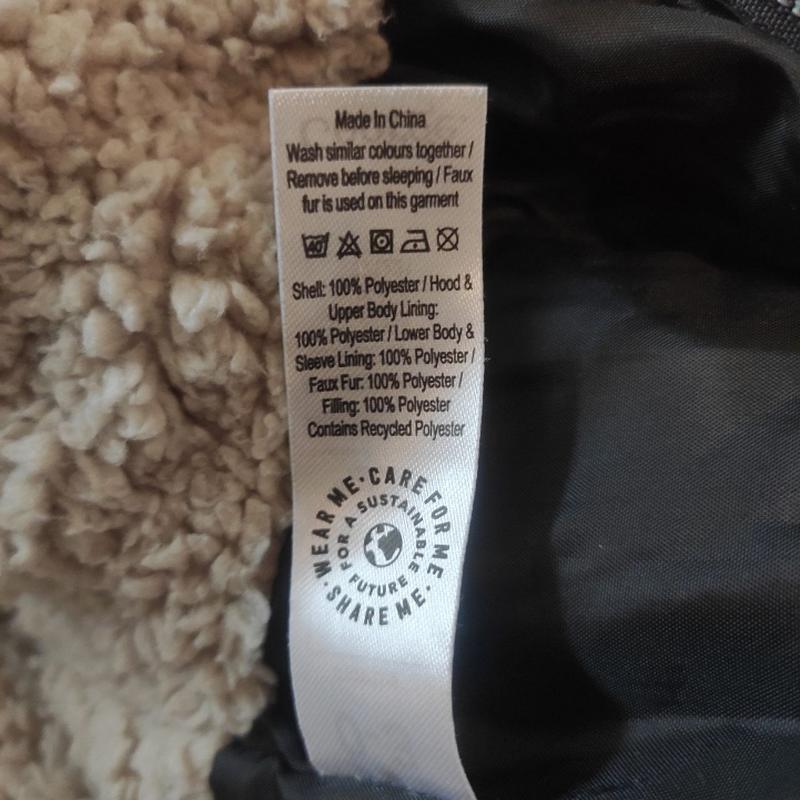 Made In China
Wash similar colours together /
Remove before sleeping / Faux
fur is used on this garment
40
Shell: 100% Polyester / Hood &
Upper Body Lining:
100% Polyester / Lower Body &
Sleeve Lining: 100% Polyester /
Faux Fur: 100% Polyester /
Filling: 100% Polyester
Contains Recycled Polyester
WEAR ME · CARE FOR ME · SHARE ME ·
FOR A SUSTAINABLE FUTURE